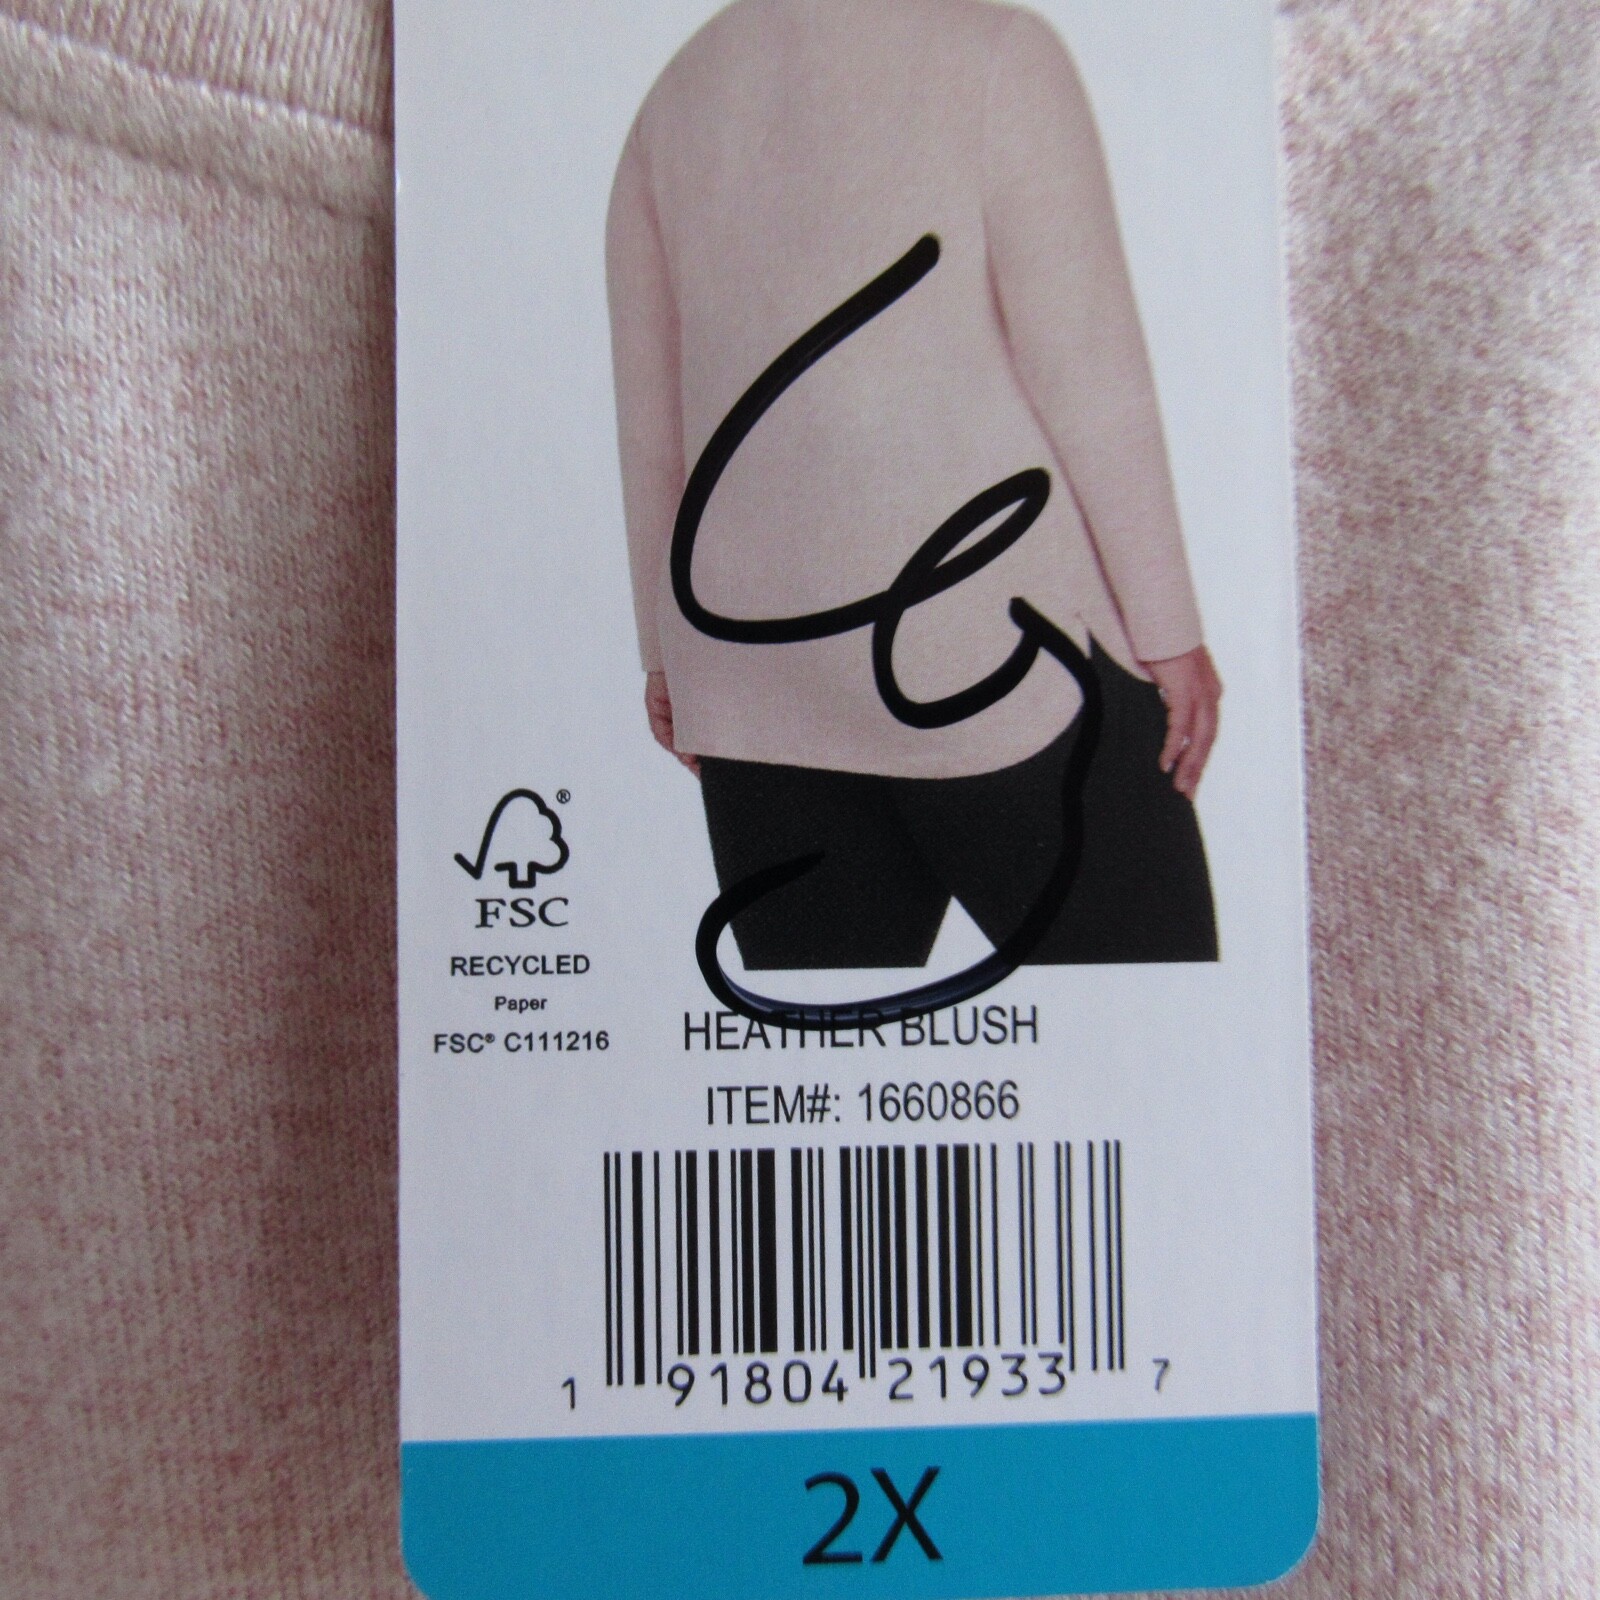 ®
FSC
RECYCLED
Paper
FSC® C111216
HEATHER BLUSH
ITEM#: 1660866
1 91804 21933 7
2X